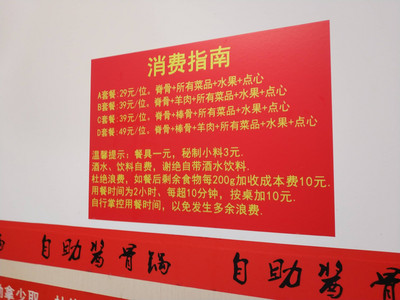 消费指南
A套餐:29元/位, 脊骨+所有菜品+水果+点心
B套餐:39元/位, 脊骨+羊肉+所有菜品+水果+点心
C套餐:39元/位, 脊骨+棒骨+所有菜品+水果+点心
D套餐:49元/位, 脊骨+棒骨+羊肉+所有菜品+水果+点心
温馨提示: 餐具一元, 秘制小料3元.
酒水、饮料自费, 谢绝自带酒水饮料.
杜绝浪费, 如餐后剩余食物每200g加收成本费10元.
用餐时间为2小时、每超10分钟, 按桌加10元.
自行掌控用餐时间, 以免发生多余浪费.
锅 自助酱骨锅 自助酱骨
勤拿少取